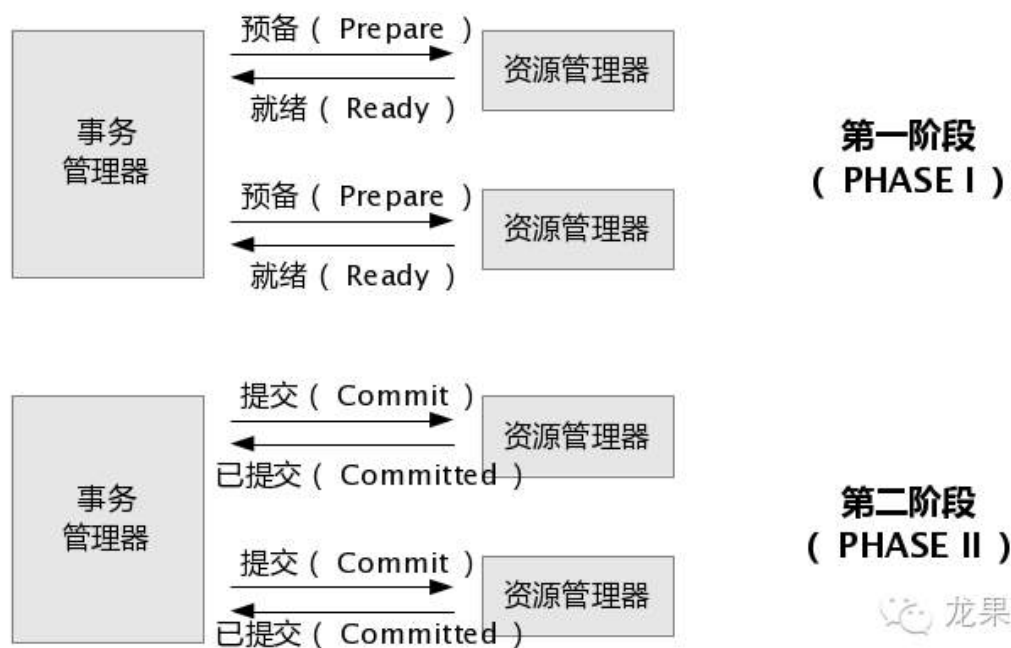 预备（ Prepare ）
资源管理器
就绪（ Ready ）
事务
管理器
第一阶段
（ PHASE I ）
预备（ Prepare ）
资源管理器
就绪（ Ready ）
提交（ Commit ）
资源管理器
已提交（ Committed ）
事务
管理器
第二阶段
（ PHASE II ）
提交（ Commit ）
资源管理器
已提交（ Committed ）
龙果